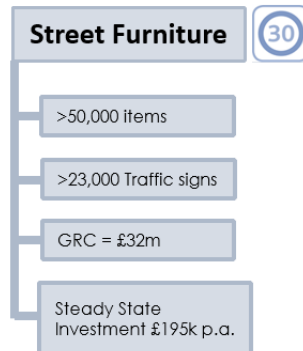 Street Furniture
30
>50,000 items
>23,000 Traffic signs
GRC = £32m
Steady State
Investment £195k p.a.